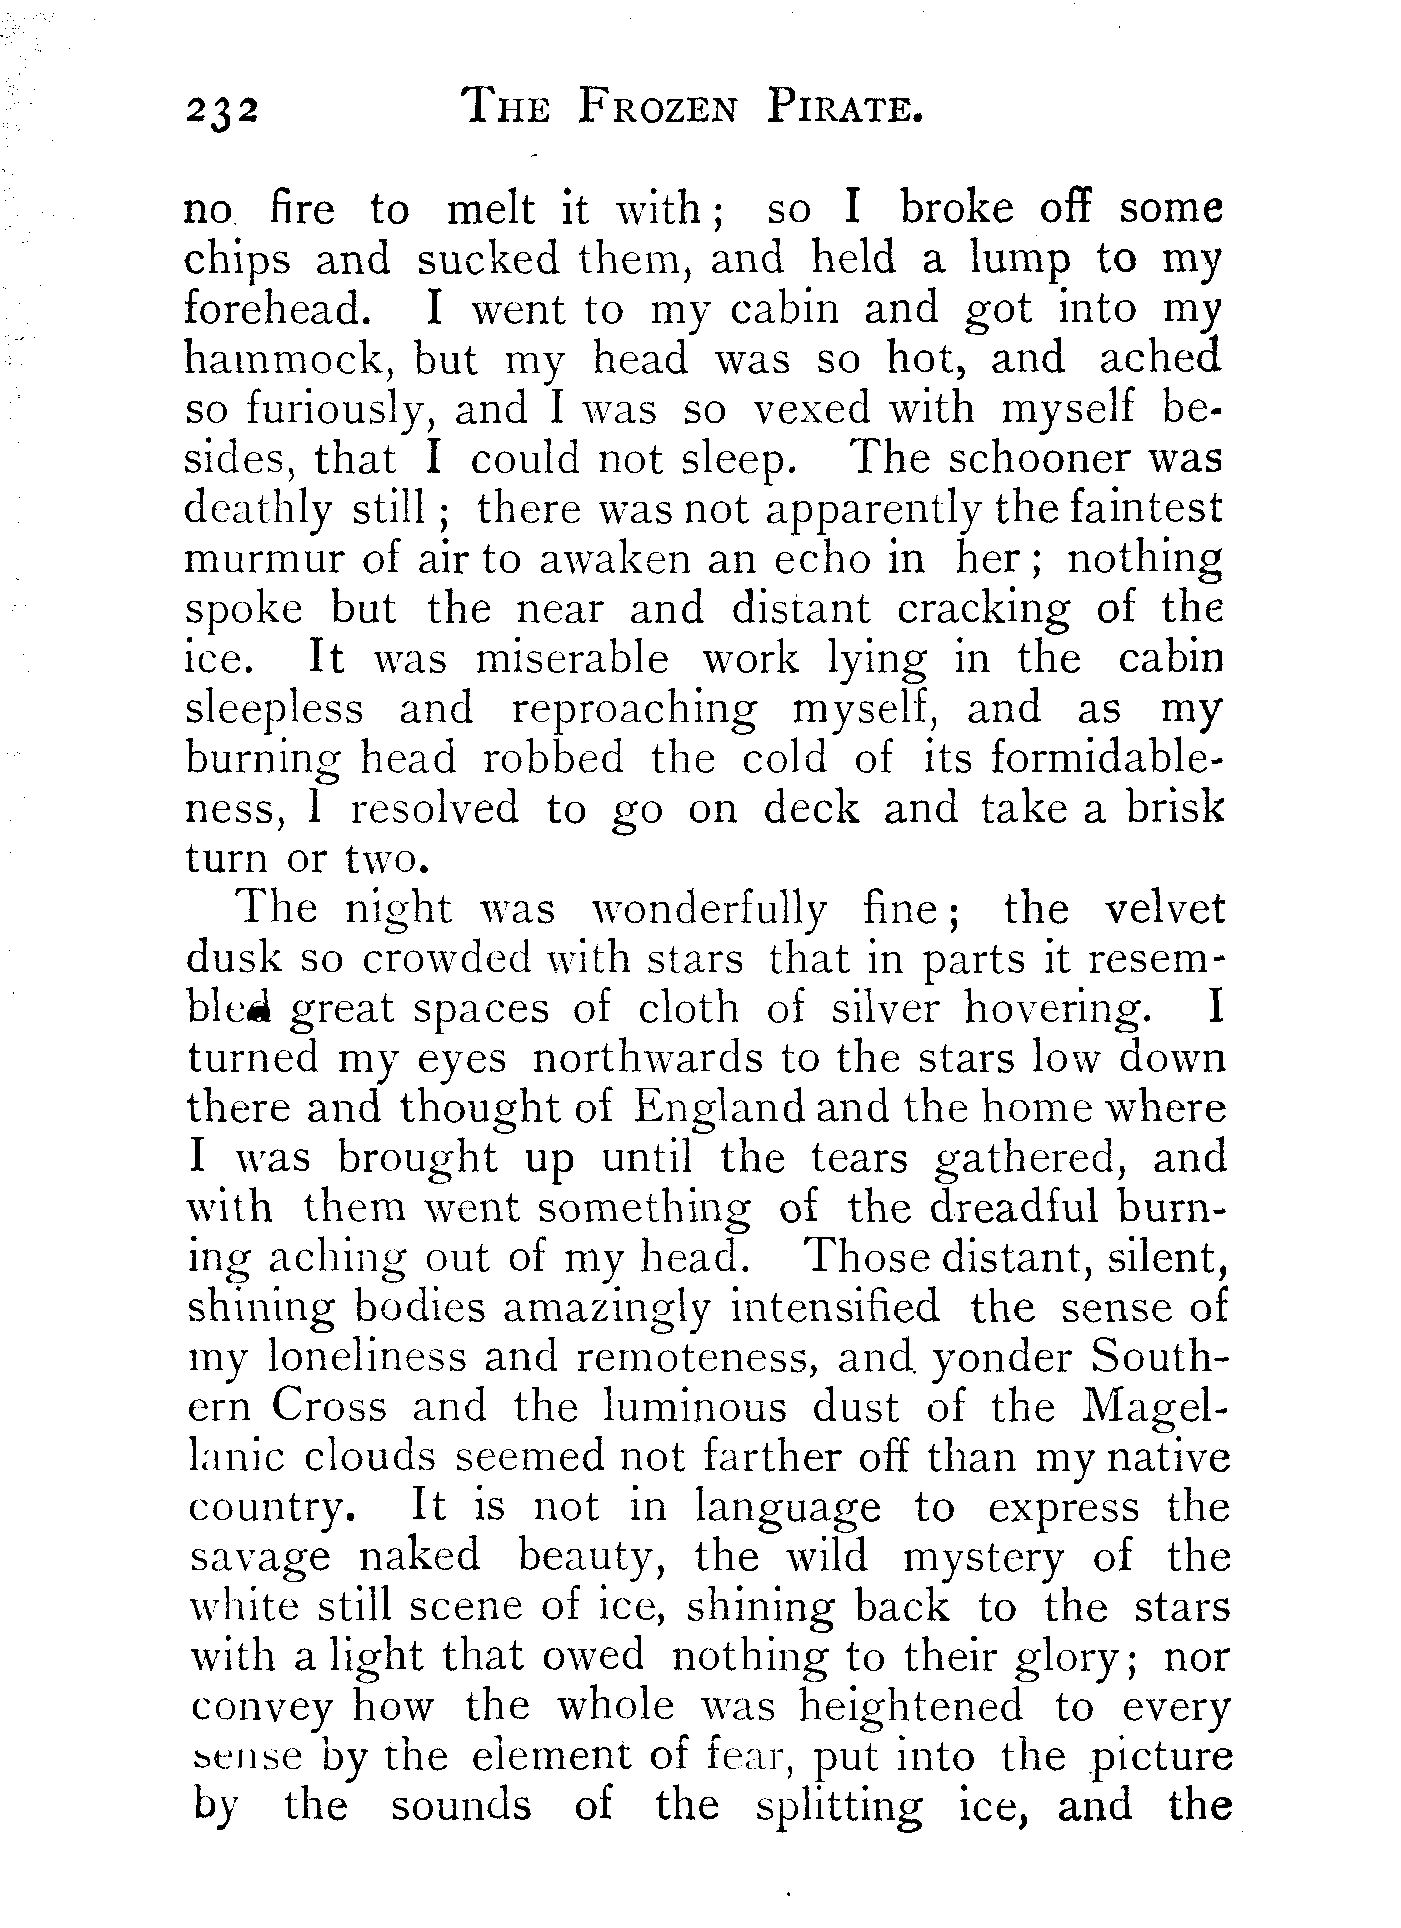 232 THE FROZEN PIRATE.
no fire to melt it with; so I broke off some
chips and sucked them, and held a lump to my
forehead. I went to my cabin and got into my
hammock, but my head was so hot, and ached
so furiously, and I was so vexed with myself be-
sides, that I could not sleep. The schooner was
deathly still; there was not apparently the faintest
murmur of air to awaken an echo in her; nothing
spoke but the near and distant cracking of the
ice. It was miserable work lying in the cabin
sleepless and reproaching myself, and as my
burning head robbed the cold of its formidable-
ness, I resolved to go on deck and take a brisk
turn or two.
The night was wonderfully fine; the velvet
dusk so crowded with stars that in parts it resem-
bled great spaces of cloth of silver hovering. I
turned my eyes northwards to the stars low down
there and thought of England and the home where
I was brought up until the tears gathered, and
with them went something of the dreadful burn-
ing aching out of my head. Those distant, silent,
shining bodies amazingly intensified the sense of
my loneliness and remoteness, and yonder South-
ern Cross and the luminous dust of the Magel-
lanic clouds seemed not farther off than my native
country. It is not in language to express the
savage naked beauty, the wild mystery of the
white still scene of ice, shining back to the stars
with a light that owed nothing to their glory; nor
convey how the whole was heightened to every
sense by the element of fear, put into the picture
by the sounds of the splitting ice, and the